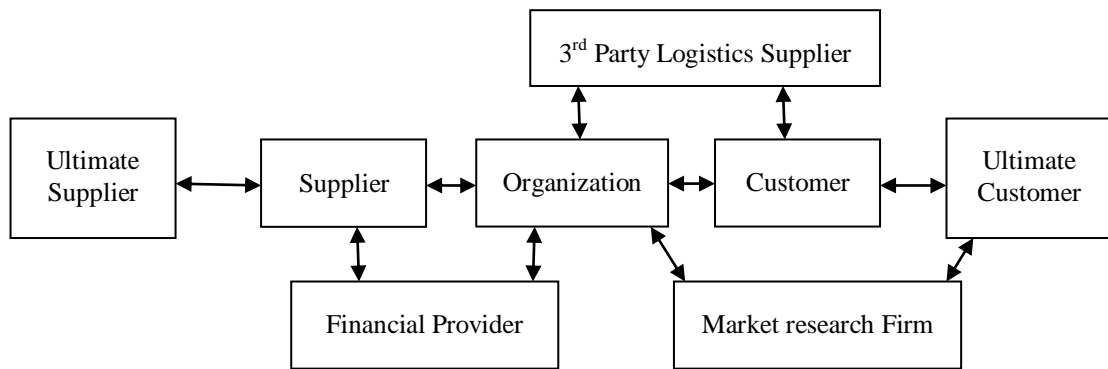 3rd Party Logistics Supplier
Ultimate
Supplier
Supplier
Organization
Customer
Ultimate
Customer
Financial Provider
Market research Firm